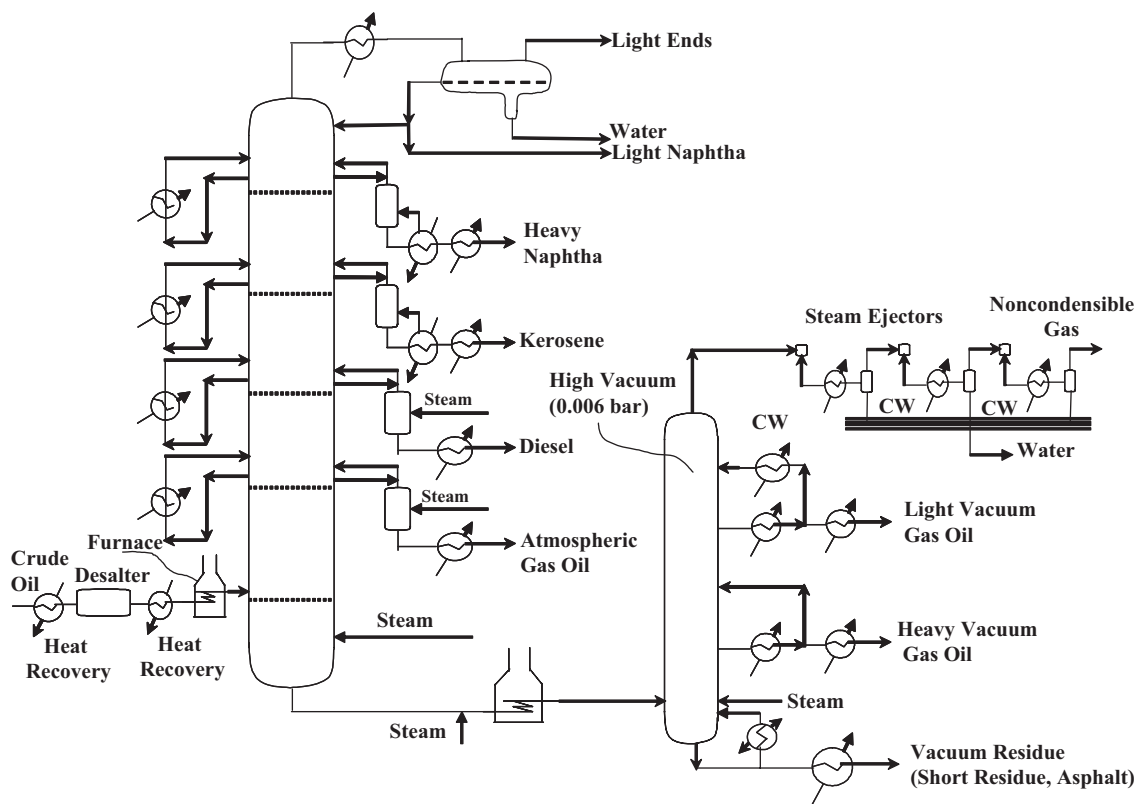 Light Ends
Water
Light Naphtha
Heavy
Naphtha
Kerosene
Steam
Diesel
Steam
Atmospheric
Gas Oil
Furnace
Crude
Oil
Desalter
Heat
Recovery
Heat
Recovery
Steam
Steam
Steam Ejectors
Noncondensible
Gas
High Vacuum
(0.006 bar)
CW
CW
CW
Water
Light Vacuum
Gas Oil
Heavy Vacuum
Gas Oil
Steam
Vacuum Residue
(Short Residue, Asphalt)